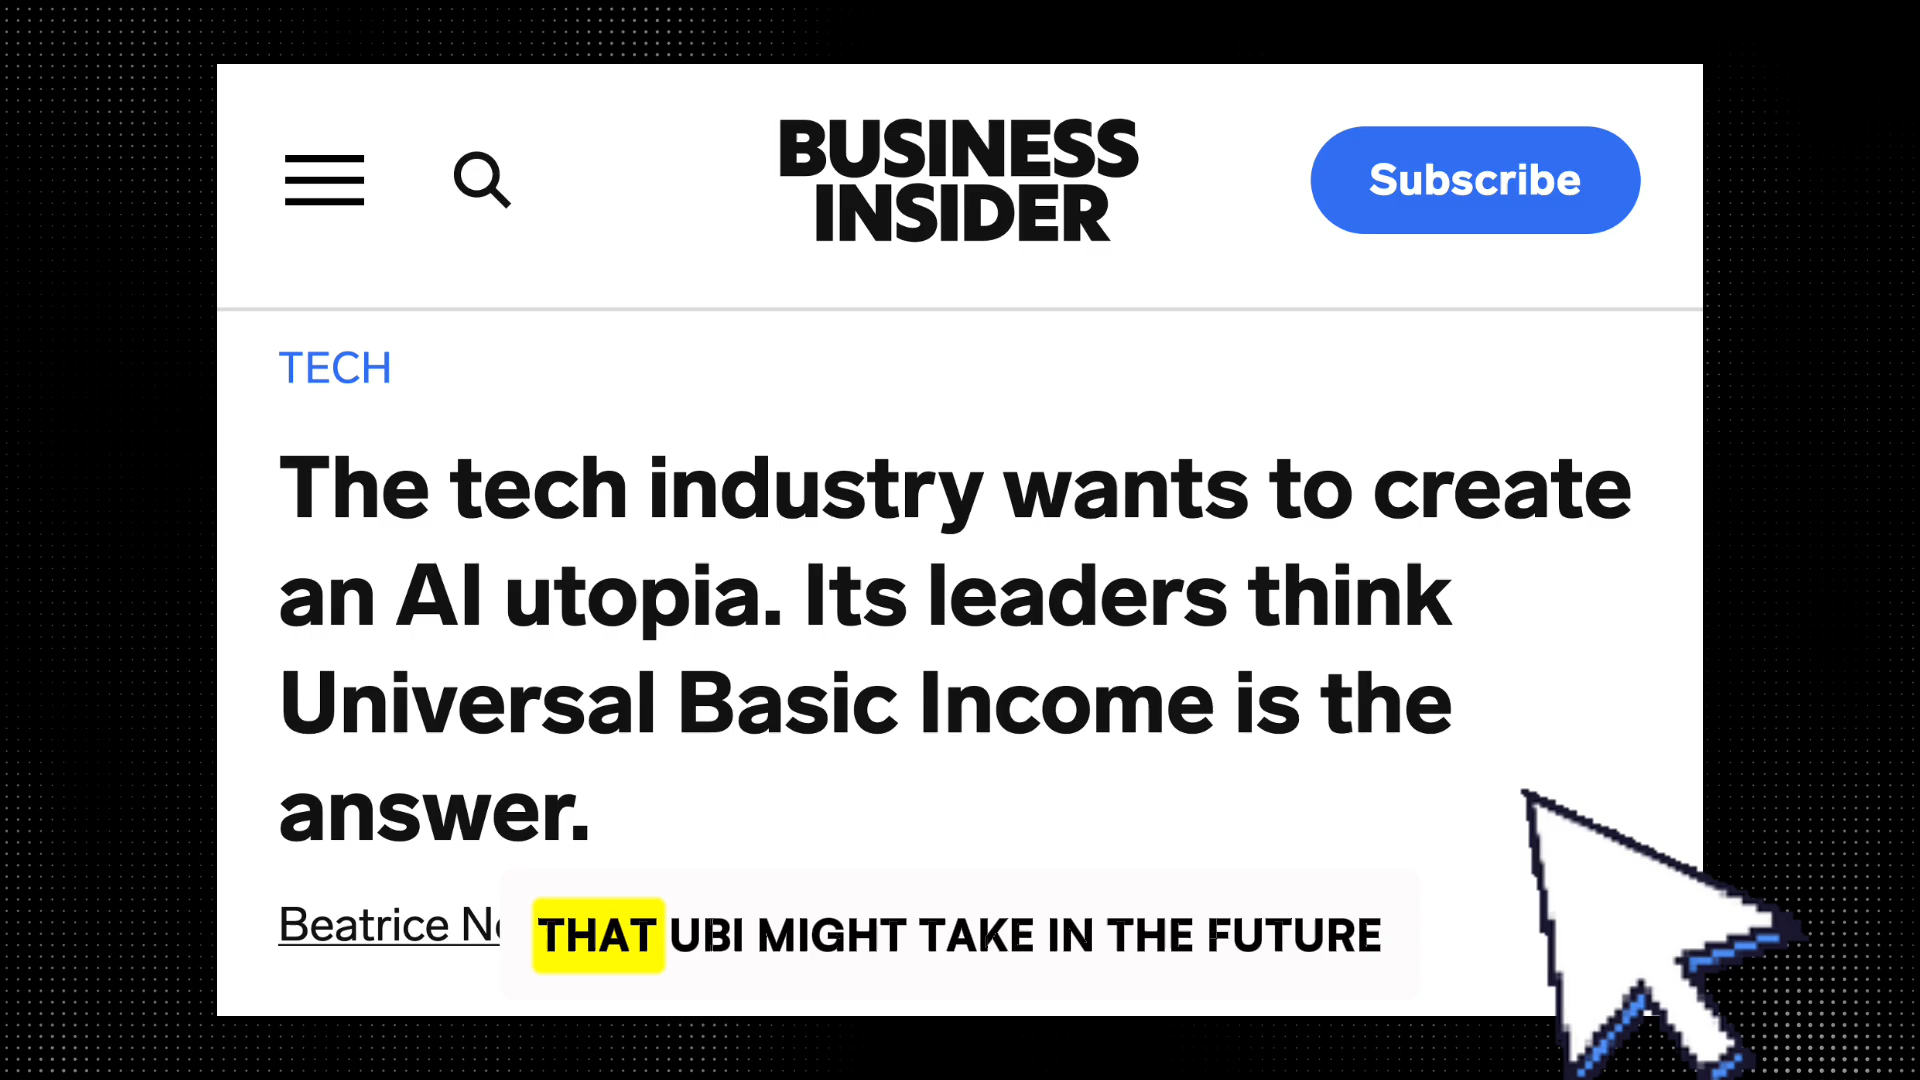 BUSINESS
INSIDER
Subscribe
TECH
The tech industry wants to create
an AI utopia. Its leaders think
Universal Basic Income is the
answer.
Beatrice
THAT UBI MIGHT TAKE IN THE FUTURE